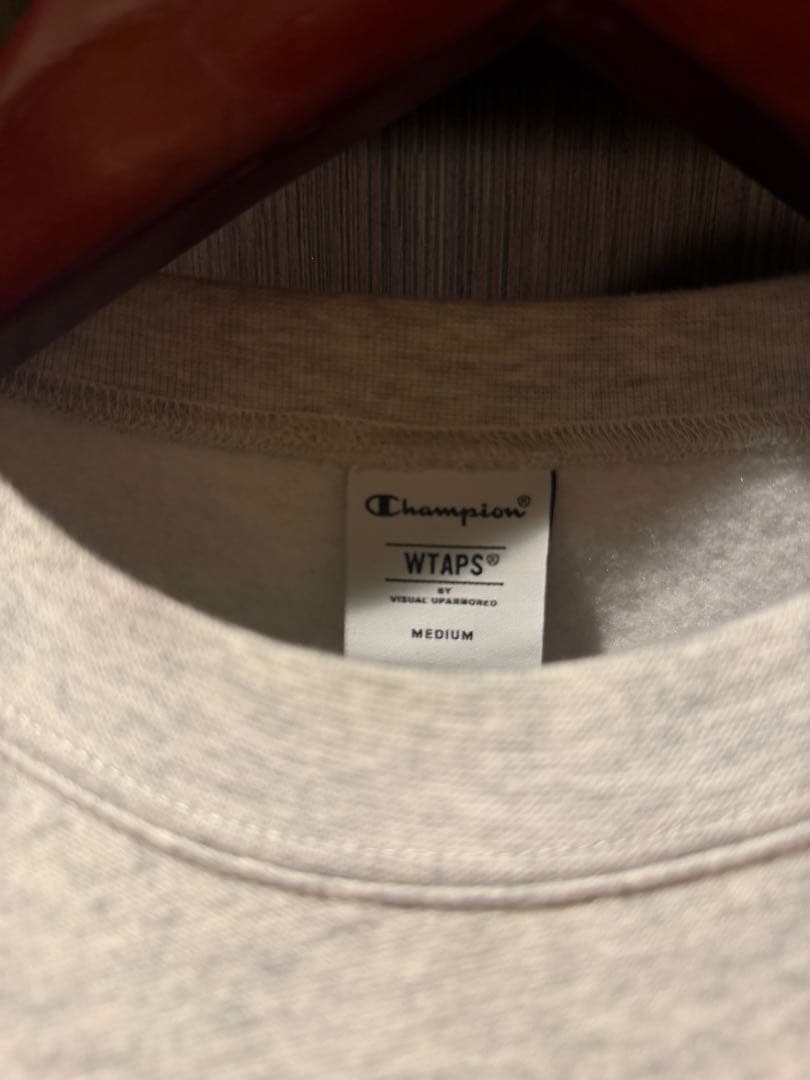 Champion®
WTAPS®
BY
VISUAL UPARMORED
MEDIUM